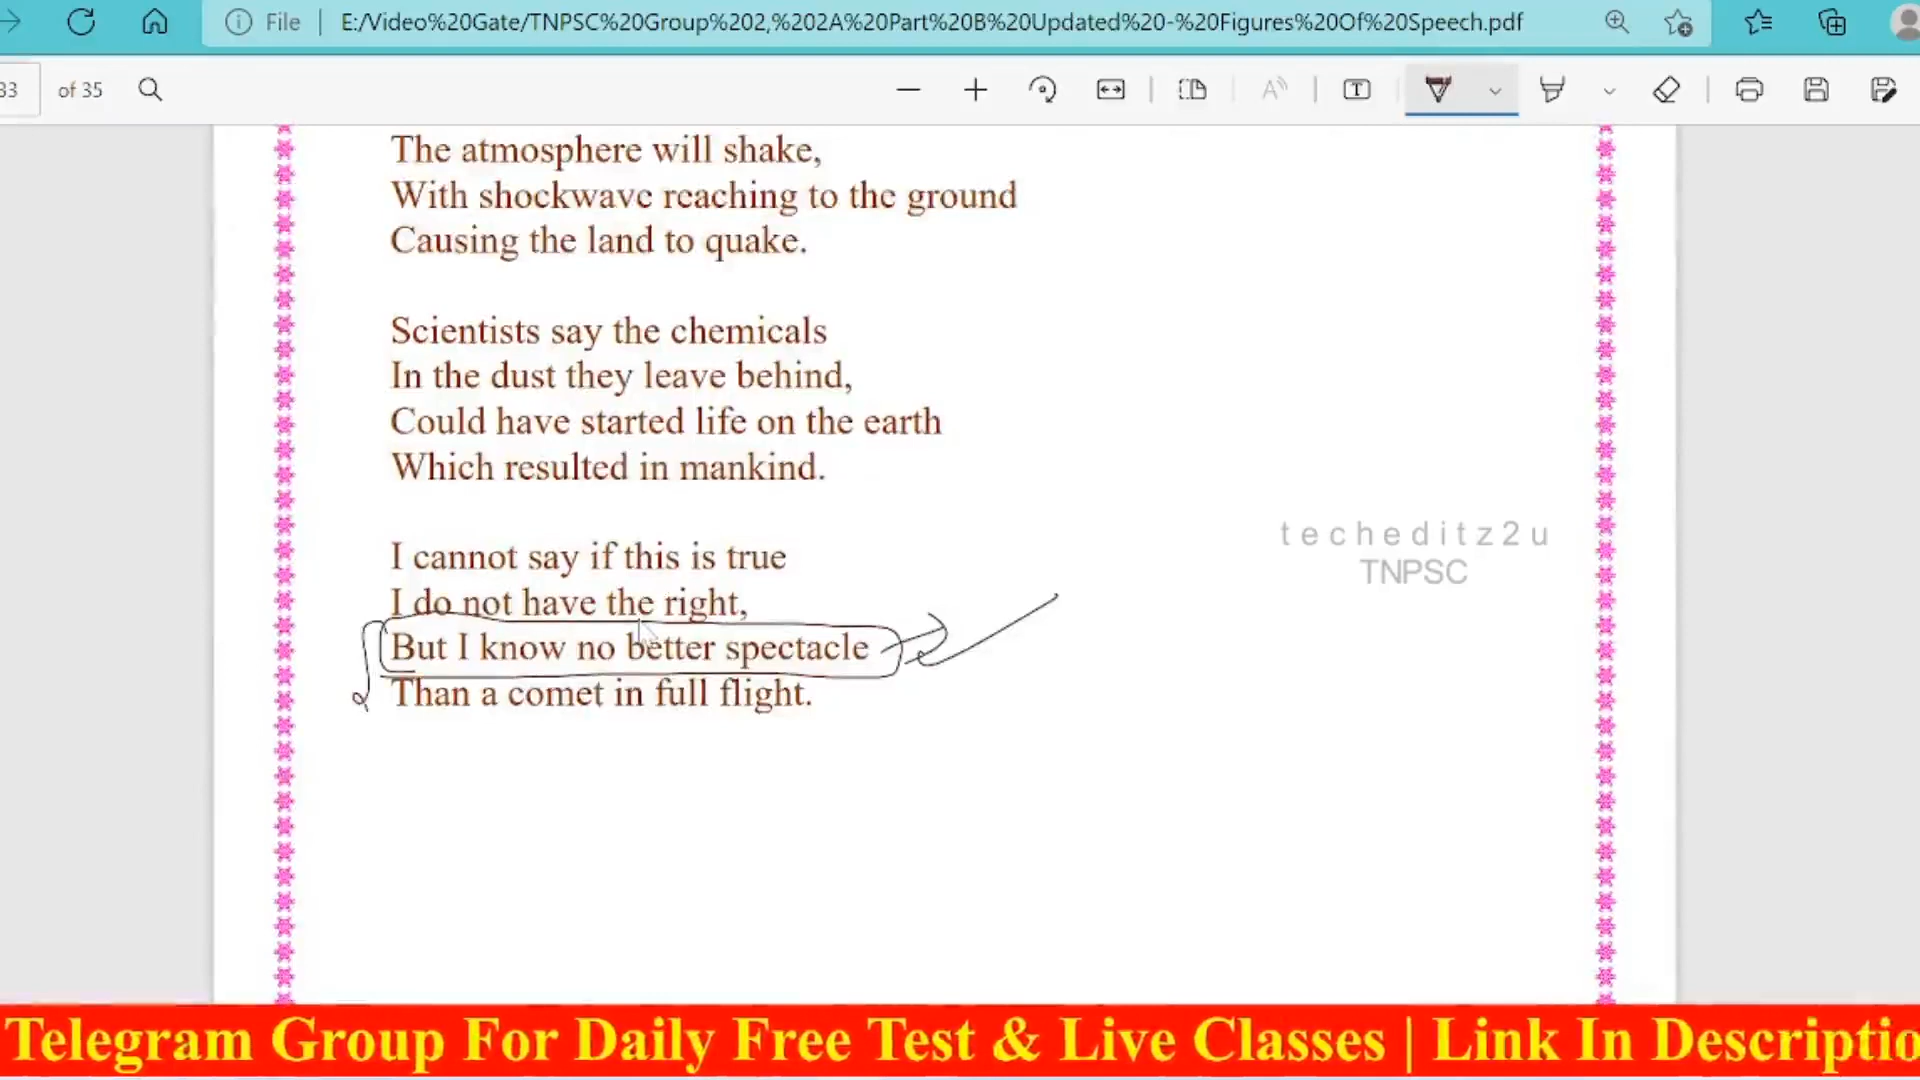 File
E:/Video%20Gate/TNPSC%20Group%202,%202A%20Part%20B%20Updated%20-%20Figures%20Of%20Speech.pdf
33 of 35
The atmosphere will shake,
With shockwave reaching to the ground
Causing the land to quake.
Scientists say the chemicals
In the dust they leave behind,
Could have started life on the earth
Which resulted in mankind.
I cannot say if this is true
I do not have the right,
But I know no better spectacle
Than a comet in full flight.
techeditz2u
TNPSC
Telegram Group For Daily Free Test & Live Classes | Link In Descriptio